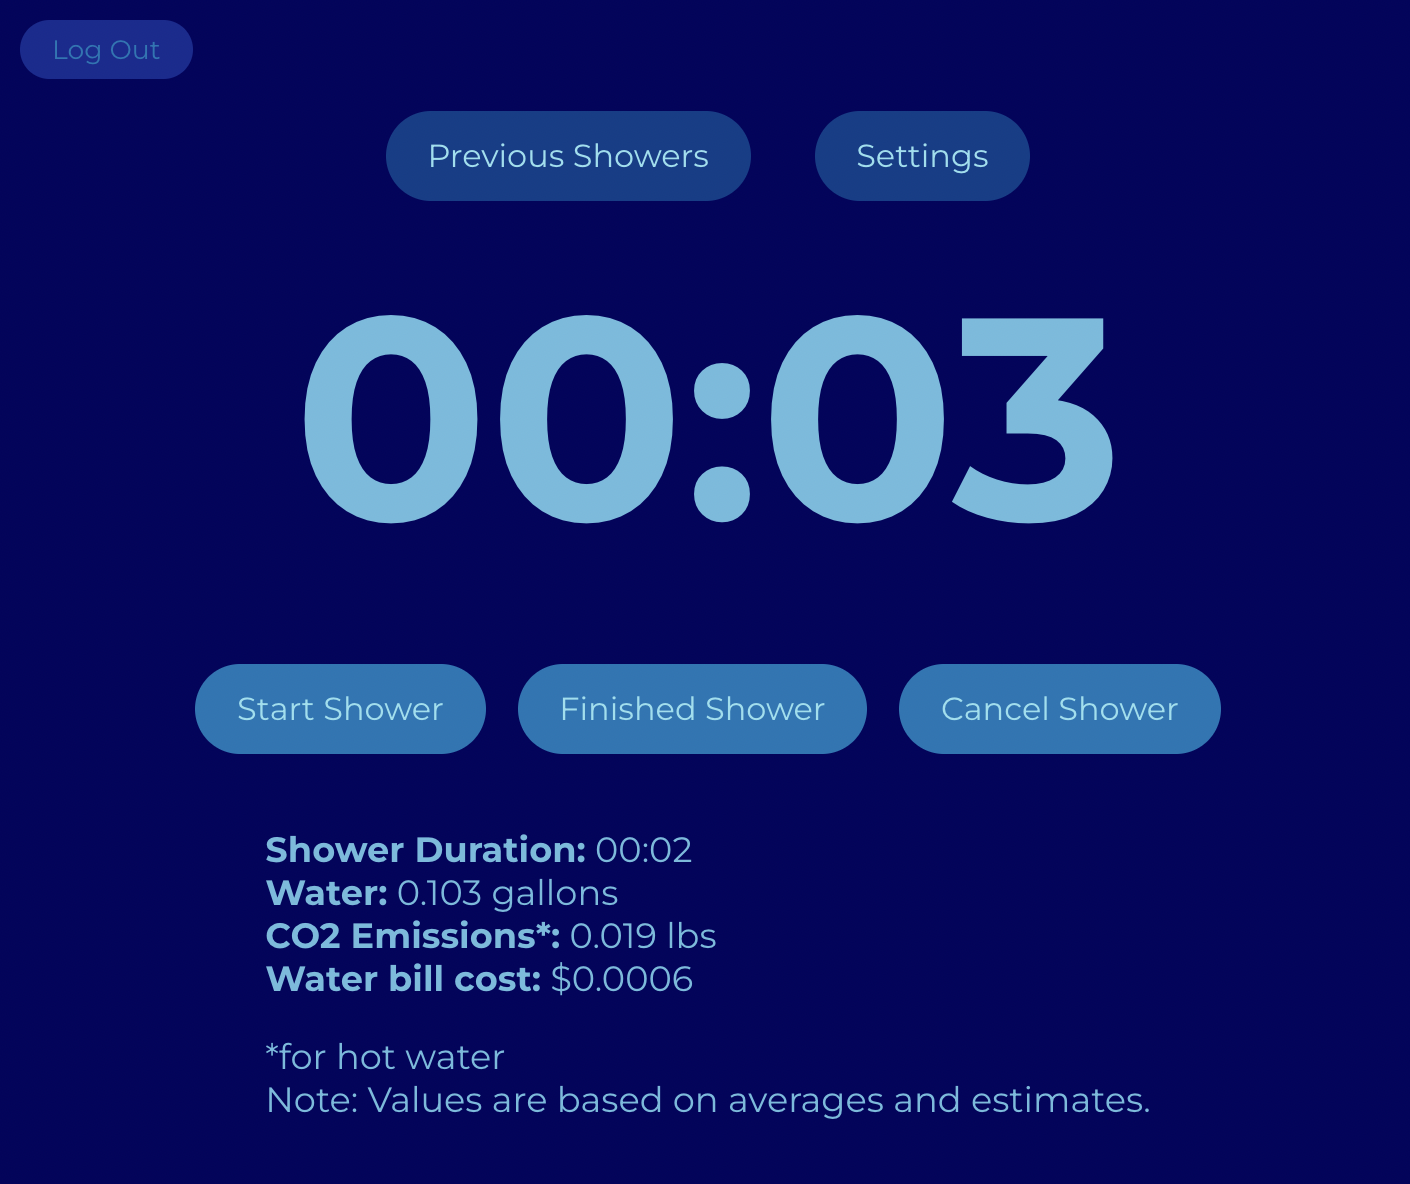 Log Out
Previous Showers
Settings
00:03
Start Shower
Finished Shower
Cancel Shower
Shower Duration: 00:02
Water: 0.103 gallons
CO2 Emissions*: 0.019 lbs
Water bill cost: $0.0006
*for hot water
Note: Values are based on averages and estimates.